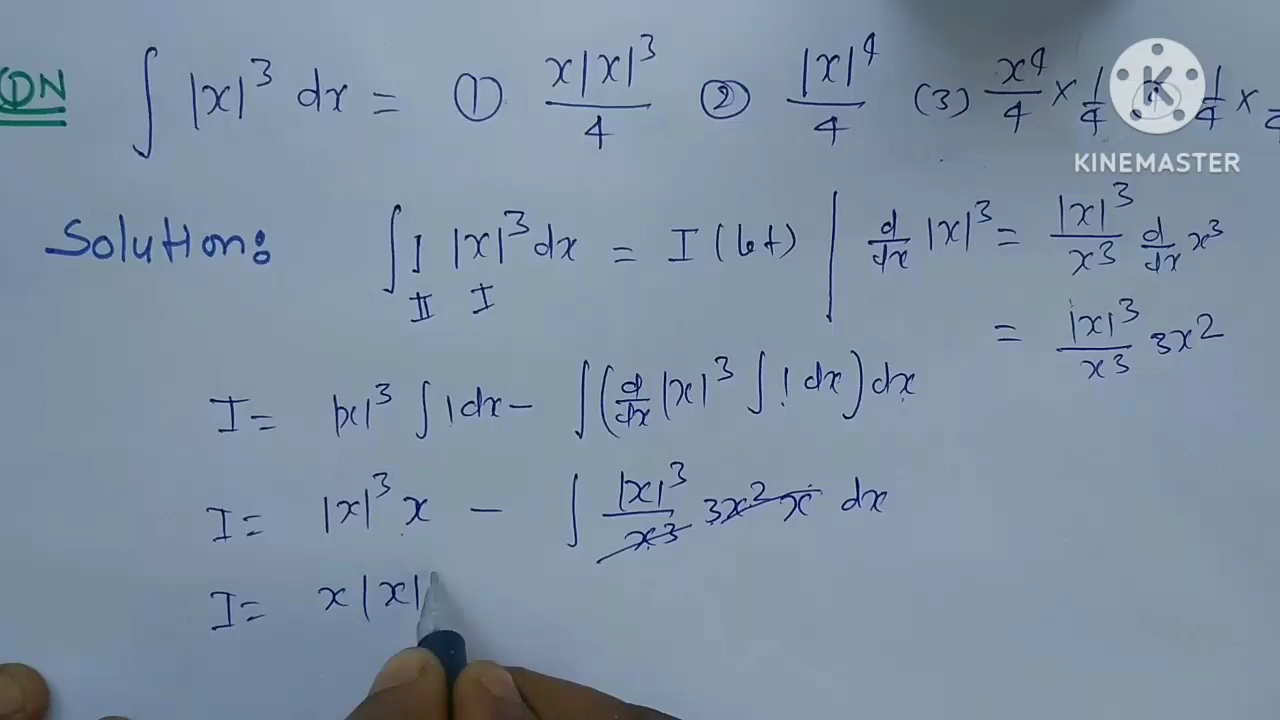 QN ∫ |x|³ dx = ① x|x|³/4 ② |x|⁴/4 (3) x⁴/4 × 1/4 1/4 ×
KINEMASTER
Solution: ∫ 1 |x|³ dx = I (let) | d/dx |x|³ = |x|³/x³ d/dx x³
II I
= |x|³/x³ 3x²
I = |x|³ ∫ 1 dx - ∫ (d/dx |x|³ ∫ 1 dx) dx
I = |x|³ x - ∫ |x|³/x³ 3x² x dx
I = x|x|